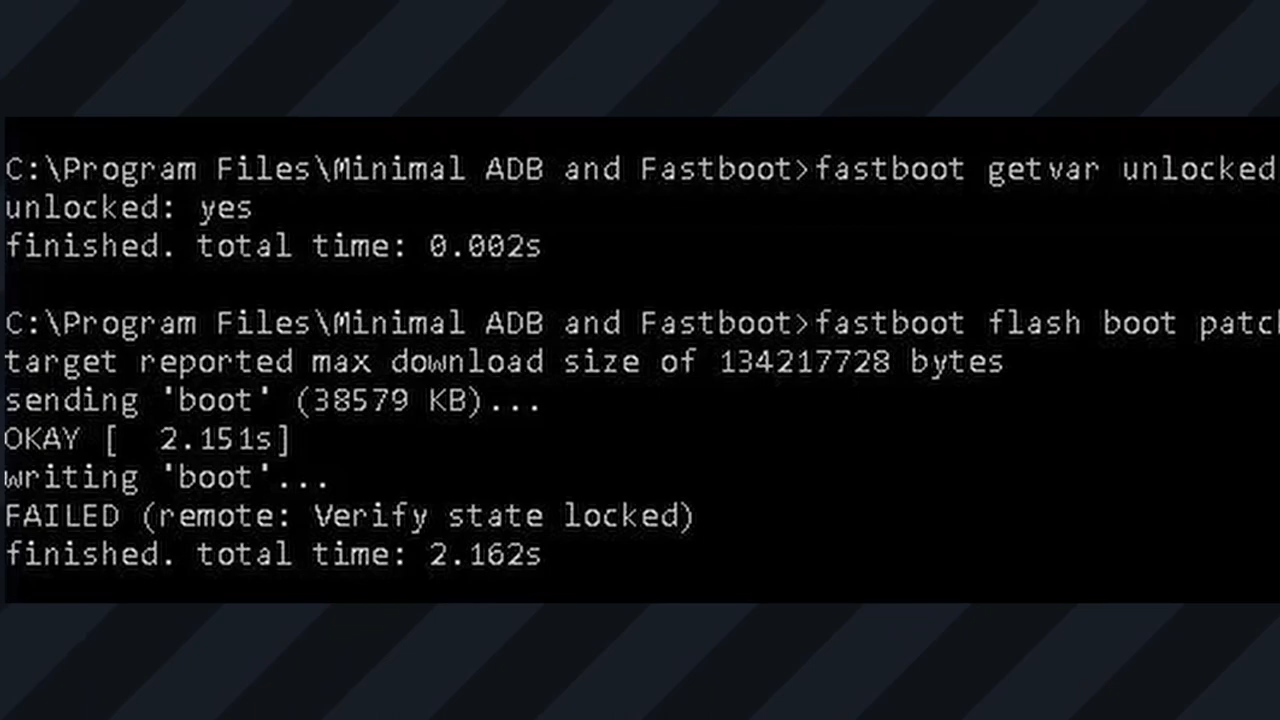 C:\Program Files\Minimal ADB and Fastboot>fastboot getvar unlocked
unlocked: yes
finished. total time: 0.002s
C:\Program Files\Minimal ADB and Fastboot>fastboot flash boot patc
target reported max download size of 134217728 bytes
sending 'boot' (38579 KB)...
OKAY [  2.151s]
writing 'boot'...
FAILED (remote: Verify state locked)
finished. total time: 2.162s